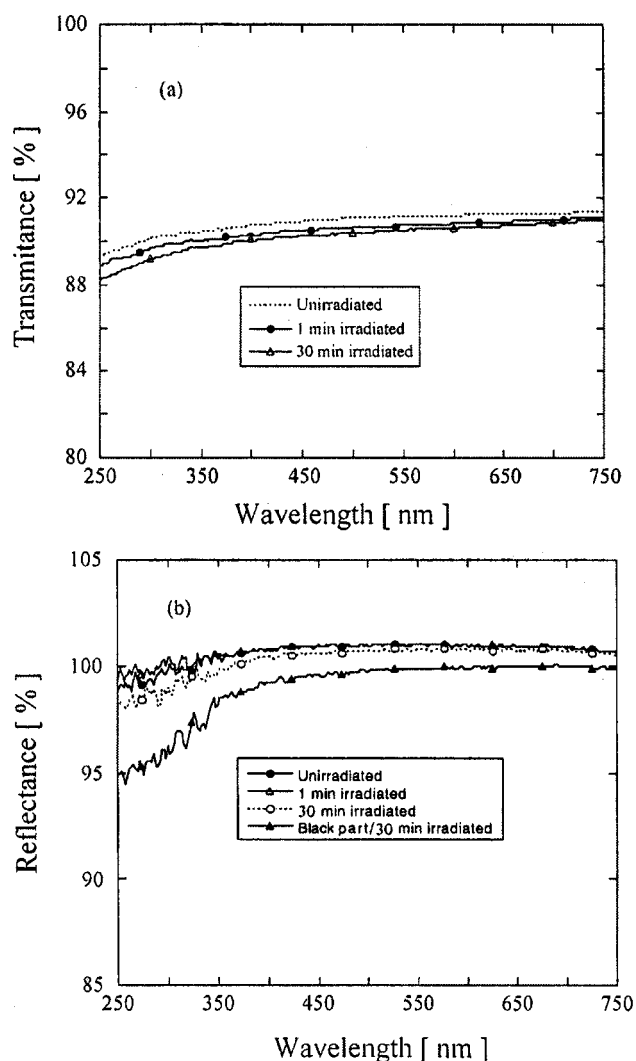 100
96
92
88
84
80
Transmitance [ % ]
(a)
Unirradiated
1 min irradiated
30 min irradiated
250 350 450 550 650 750
Wavelength [ nm ]
105
100
95
90
85
Reflectance [ % ]
(b)
Unirradiated
1 min irradiated
30 min irradiated
Black part/30 min irradiated
250 350 450 550 650 750
Wavelength [ nm ]